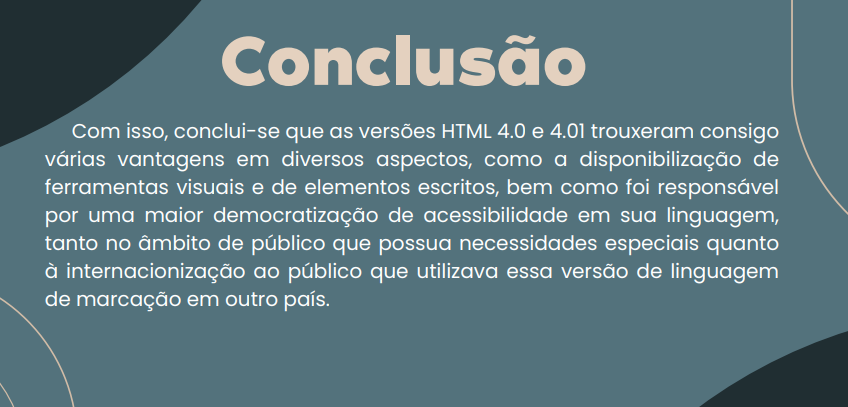 Conclusão
Com isso, conclui-se que as versões HTML 4.0 e 4.01 trouxeram consigo
várias vantagens em diversos aspectos, como a disponibilização de
ferramentas visuais e de elementos escritos, bem como foi responsável
por uma maior democratização de acessibilidade em sua linguagem,
tanto no âmbito de público que possua necessidades especiais quanto
à internacionização ao público que utilizava essa versão de linguagem
de marcação em outro país.